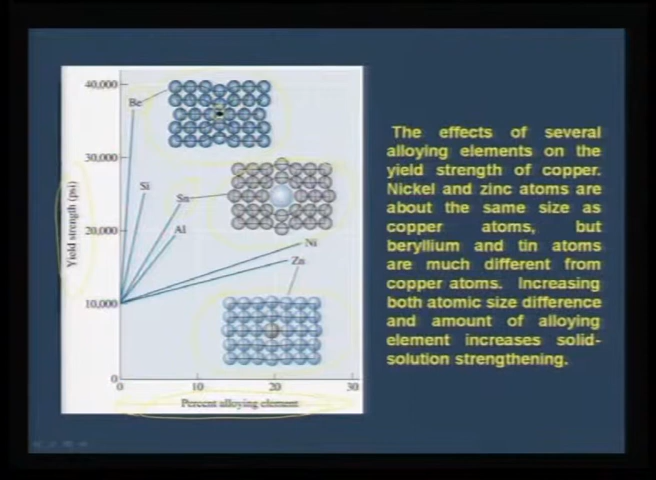 40,000
Be
30,000
Si
Sn
Al
20,000
Ni
Zn
10,000
0
0 10 20 30
Yield strength (psi)
Percent alloying element
The effects of several
alloying elements on the
yield strength of copper.
Nickel and zinc atoms are
about the same size as
copper atoms, but
beryllium and tin atoms
are much different from
copper atoms. Increasing
both atomic size difference
and amount of alloying
element increases solid-
solution strengthening.